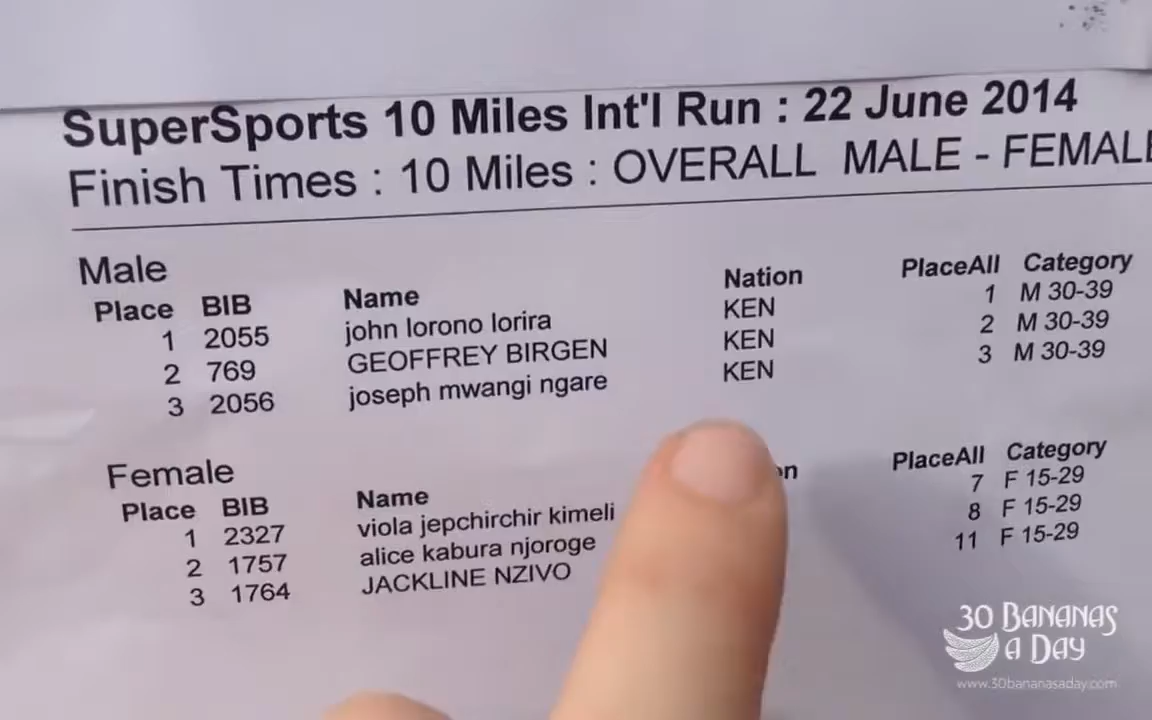 SuperSports 10 Miles Int'l Run : 22 June 2014
Finish Times : 10 Miles : OVERALL MALE - FEMALE
Male
Place BIB Name Nation PlaceAll Category
1 2055 john lorono lorira KEN 1 M 30-39
2 769 GEOFFREY BIRGEN KEN 2 M 30-39
3 2056 joseph mwangi ngare KEN 3 M 30-39
Female
Place BIB Name on PlaceAll Category
1 2327 viola jepchirchir kimeli 7 F 15-29
2 1757 alice kabura njoroge 8 F 15-29
3 1764 JACKLINE NZIVO 11 F 15-29
30 BANANAS
A DAY
www.30bananasaday.com